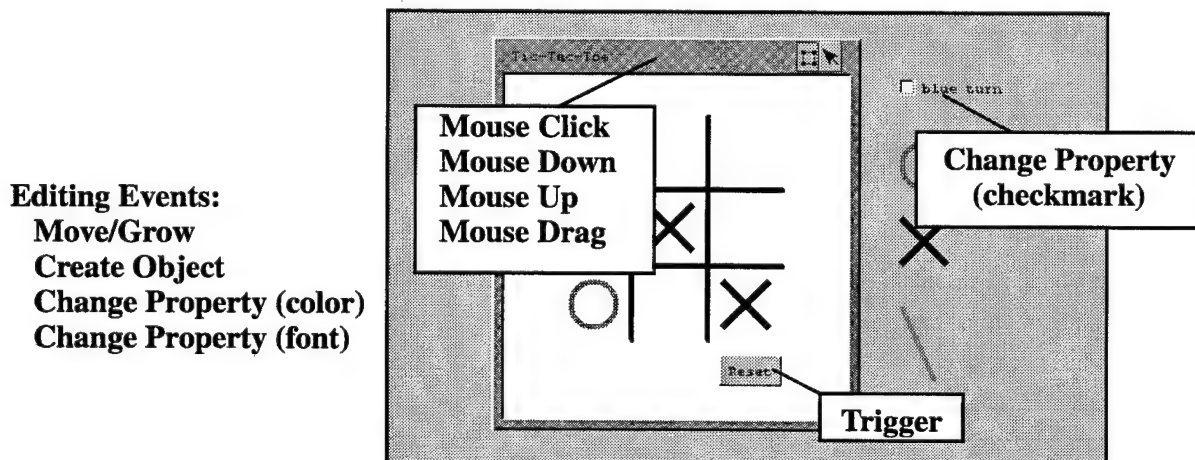 Tic-Tac-Toe
blue turn
Mouse Click
Mouse Down
Mouse Up
Mouse Drag
Change Property
(checkmark)
Editing Events:
Move/Grow
Create Object
Change Property (color)
Change Property (font)
Reset
Trigger